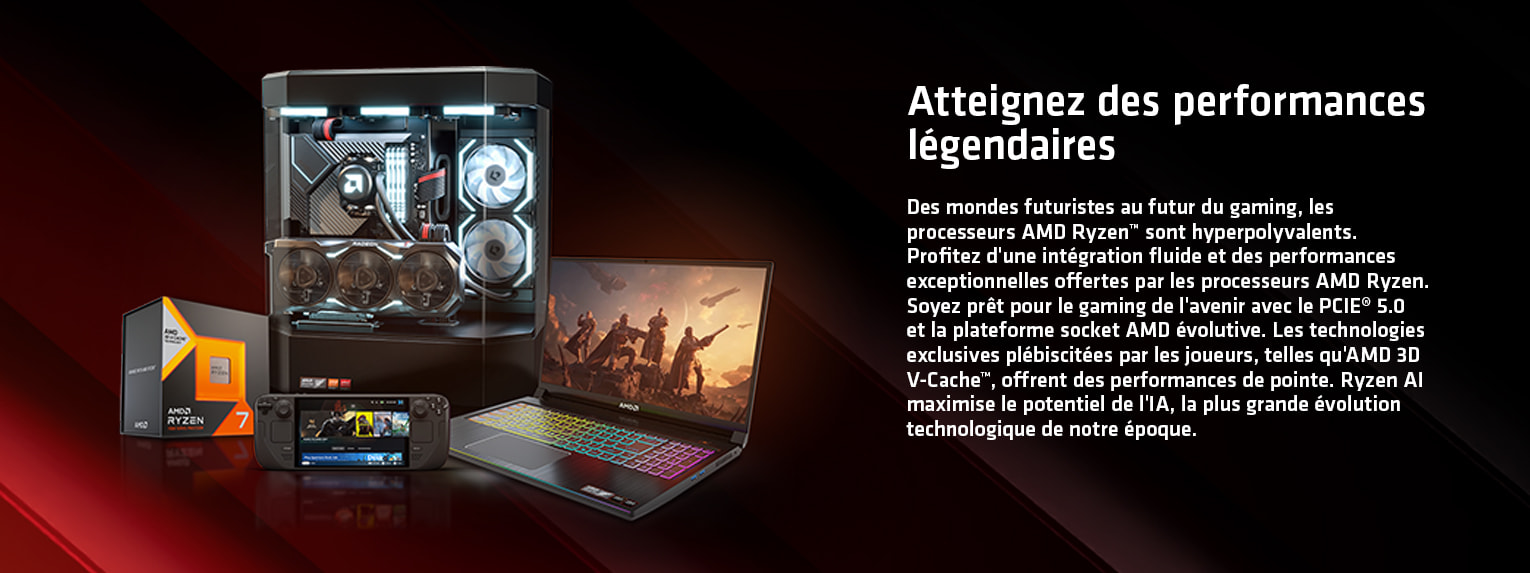 Atteignez des performances
légendaires
Des mondes futuristes au futur du gaming, les
processeurs AMD Ryzen™ sont hyperpolyvalents.
Profitez d'une intégration fluide et des performances
exceptionnelles offertes par les processeurs AMD Ryzen.
Soyez prêt pour le gaming de l'avenir avec le PCIE® 5.0
et la plateforme socket AMD évolutive. Les technologies
exclusives plébiscitées par les joueurs, telles qu'AMD 3D
V-Cache™, offrent des performances de pointe. Ryzen AI
maximise le potentiel de l'IA, la plus grande évolution
technologique de notre époque.
RADEON
AMD
AMD
RYZEN
7
AMD
AMD